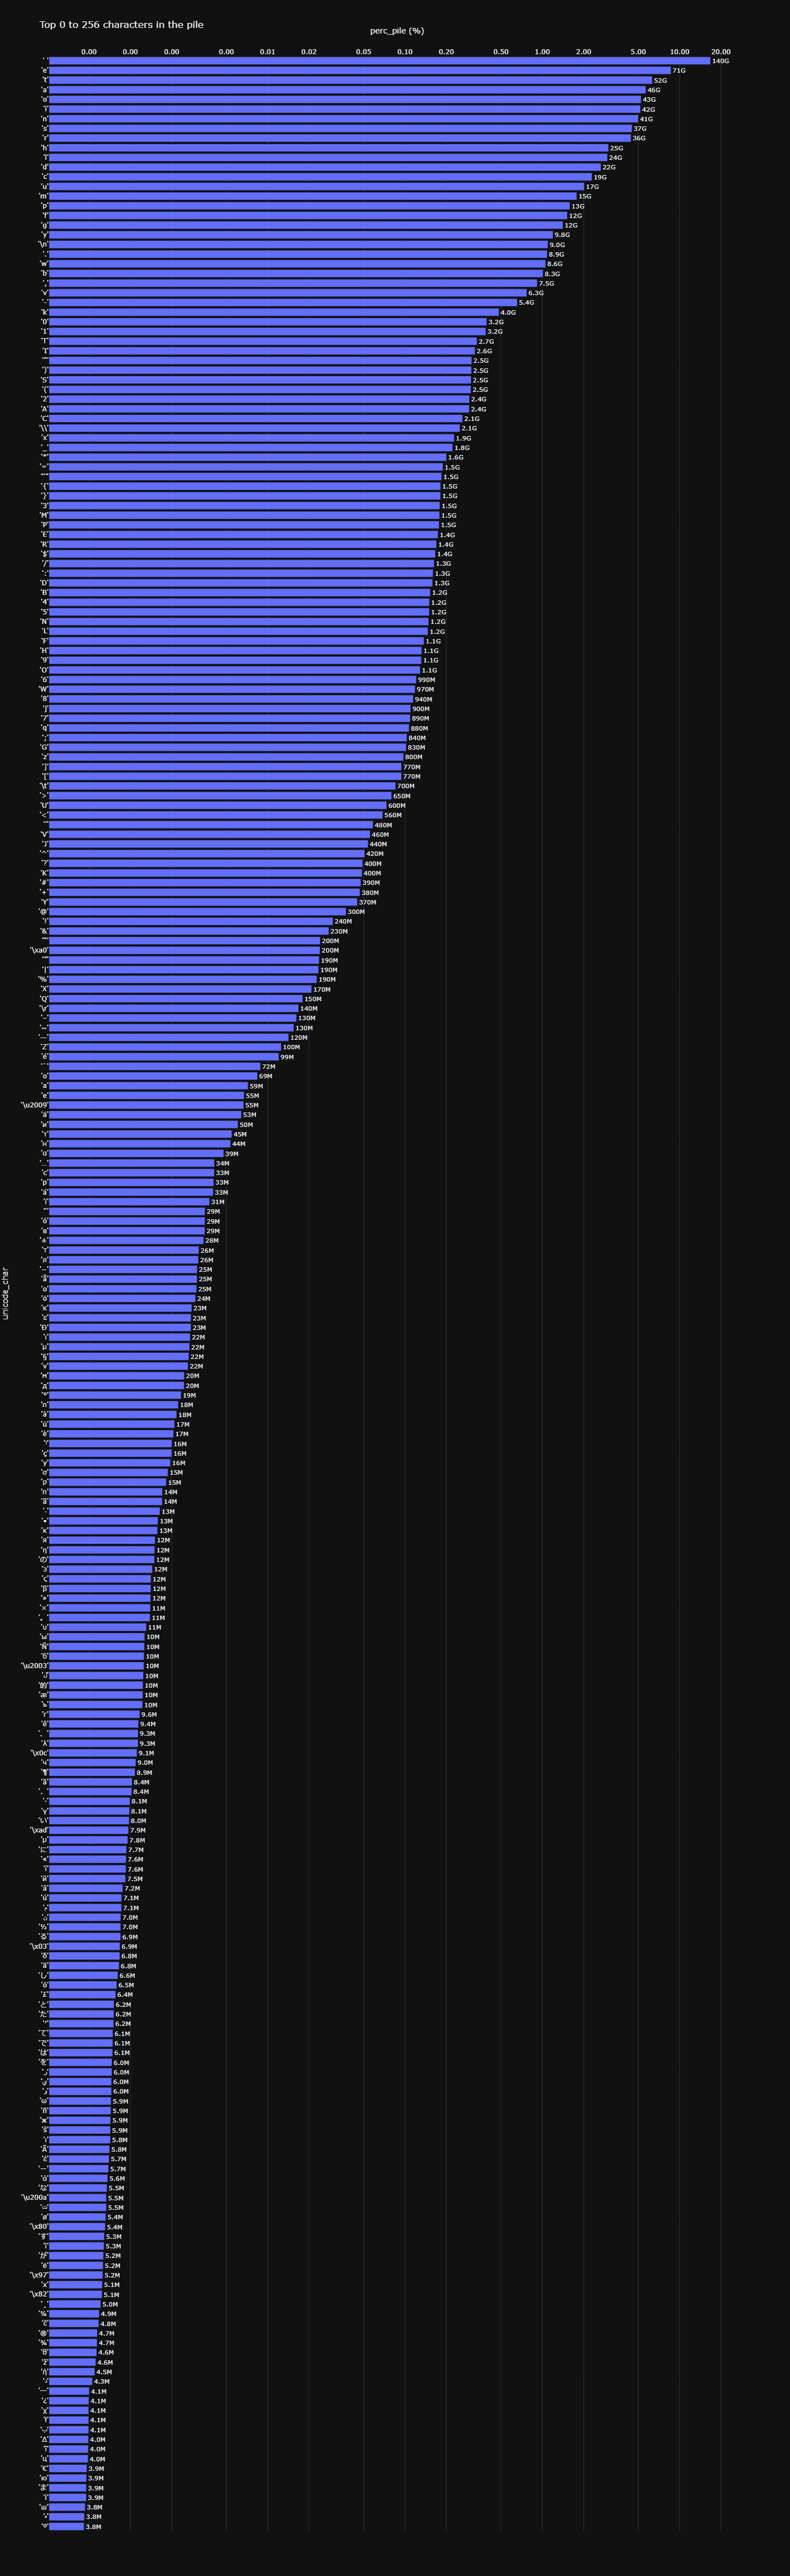 Top 0 to 256 characters in the pile
perc_pile (%)
0.00 0.00 0.00 0.00 0.01 0.02 0.05 0.10 0.20 0.50 1.00 2.00 5.00 10.00 20.00
' ' 140G
'e' 71G
't' 52G
'a' 46G
'o' 43G
'i' 42G
'n' 41G
's' 37G
'r' 36G
'h' 25G
'l' 24G
'd' 22G
'c' 19G
'u' 17G
'm' 15G
'p' 13G
'f' 12G
'g' 12G
'y' 9.8G
'\n' 9.0G
'.' 8.9G
'w' 8.6G
'b' 8.3G
',' 7.5G
'v' 6.3G
'-' 5.4G
'k' 4.0G
'0' 3.2G
'1' 3.2G
'T' 2.7G
'I' 2.6G
2.5G
')' 2.5G
'S' 2.5G
'(' 2.5G
'2' 2.4G
'A' 2.4G
'C' 2.1G
'\\' 2.1G
'x' 1.9G
'_' 1.8G
'*' 1.6G
'=' 1.5G
1.5G
'{' 1.5G
'}' 1.5G
'3' 1.5G
'M' 1.5G
'P' 1.5G
'E' 1.4G
'R' 1.4G
'$' 1.4G
'/' 1.3G
':' 1.3G
'D' 1.3G
'B' 1.2G
'4' 1.2G
'5' 1.2G
'N' 1.2G
'L' 1.2G
'F' 1.1G
'H' 1.1G
'9' 1.1G
'O' 1.1G
'6' 990M
'W' 970M
'8' 940M
'j' 900M
'7' 890M
'q' 880M
';' 840M
'G' 830M
'z' 800M
']' 770M
'[' 770M
'\t' 700M
'>' 650M
'U' 600M
'<' 560M
480M
'V' 460M
'J' 440M
'^' 420M
'?' 400M
'K' 400M
'#' 390M
'+' 380M
'Y' 370M
'@' 300M
'!' 240M
'&' 230M
200M
'\xa0' 200M
190M
'|' 190M
'%' 190M
'X' 170M
'Q' 150M
'\r' 140M
130M
'~' 130M
'—' 120M
'Z' 100M
'é' 99M
'`' 72M
69M
59M
55M
'\u2009' 55M
53M
'и' 50M
45M
'н' 44M
39M
'…' 34M
33M
33M
33M
31M
29M
29M
'в' 29M
28M
26M
'л' 26M
25M
25M
25M
24M
23M
23M
23M
22M
22M
22M
22M
'м' 20M
'д' 20M
19M
18M
18M
'ü' 17M
17M
16M
'ç' 16M
16M
15M
15M
14M
14M
13M
'•' 13M
13M
12M
'η' 12M
'の' 12M
12M
12M
'β' 12M
12M
'×' 11M
11M
11M
'ы' 10M
10M
10M
'\u2003' 10M
10M
'的' 10M
10M
10M
9.6M
9.4M
9.3M
'λ' 9.3M
'\x0c' 9.1M
'ч' 9.0M
'¶' 8.9M
8.4M
8.4M
8.1M
8.1M
'い' 8.0M
'\xad' 7.9M
7.8M
'に' 7.7M
7.6M
7.6M
7.5M
7.2M
7.1M
7.1M
7.0M
'½' 7.0M
'る' 6.9M
'\x03' 6.9M
'δ' 6.8M
6.8M
'し' 6.6M
6.5M
'£' 6.4M
'と' 6.2M
'た' 6.2M
6.2M
'て' 6.1M
'で' 6.1M
'は' 6.1M
'を' 6.0M
6.0M
6.0M
6.0M
'ω' 5.9M
5.9M
'ж' 5.9M
5.9M
5.8M
5.8M
5.7M
5.7M
5.6M
'な' 5.5M
'\u200a' 5.5M
5.5M
'ø' 5.4M
'\x80' 5.4M
'す' 5.3M
5.3M
'が' 5.2M
5.2M
'\x97' 5.2M
5.1M
'\x82' 5.1M
5.0M
'¼' 4.9M
4.8M
'®' 4.7M
'¾' 4.7M
4.6M
4.6M
4.5M
4.3M
4.1M
4.1M
'χ' 4.1M
4.1M
4.1M
'Δ' 4.0M
4.0M
'ц' 4.0M
'€' 3.9M
'ю' 3.9M
'ま' 3.9M
3.9M
'ш' 3.8M
3.8M
3.8M
unicode_char